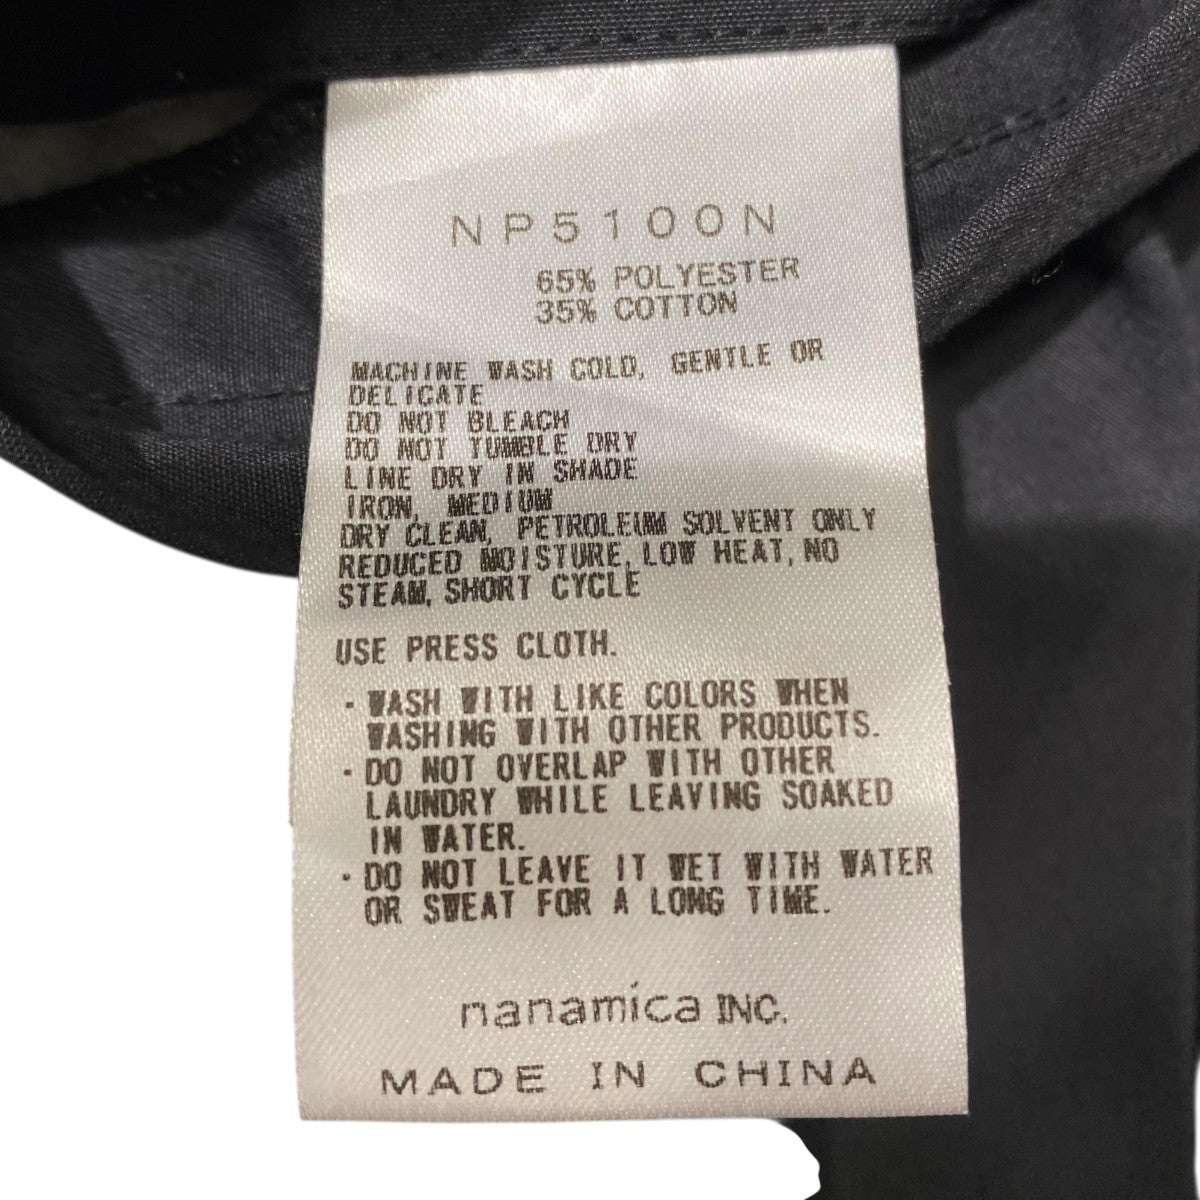 NP5100N
65% POLYESTER
35% COTTON
MACHINE WASH COLD, GENTLE OR
DELICATE
DO NOT BLEACH
DO NOT TUMBLE DRY
LINE DRY IN SHADE
IRON, MEDIUM
DRY CLEAN, PETROLEUM SOLVENT ONLY
REDUCED MOISTURE, LOW HEAT, NO
STEAM, SHORT CYCLE
USE PRESS CLOTH.
・WASH WITH LIKE COLORS WHEN
WASHING WITH OTHER PRODUCTS.
・DO NOT OVERLAP WITH OTHER
LAUNDRY WHILE LEAVING SOAKED
IN WATER.
・DO NOT LEAVE IT WET WITH WATER
OR SWEAT FOR A LONG TIME.
nanamica INC.
MADE IN CHINA